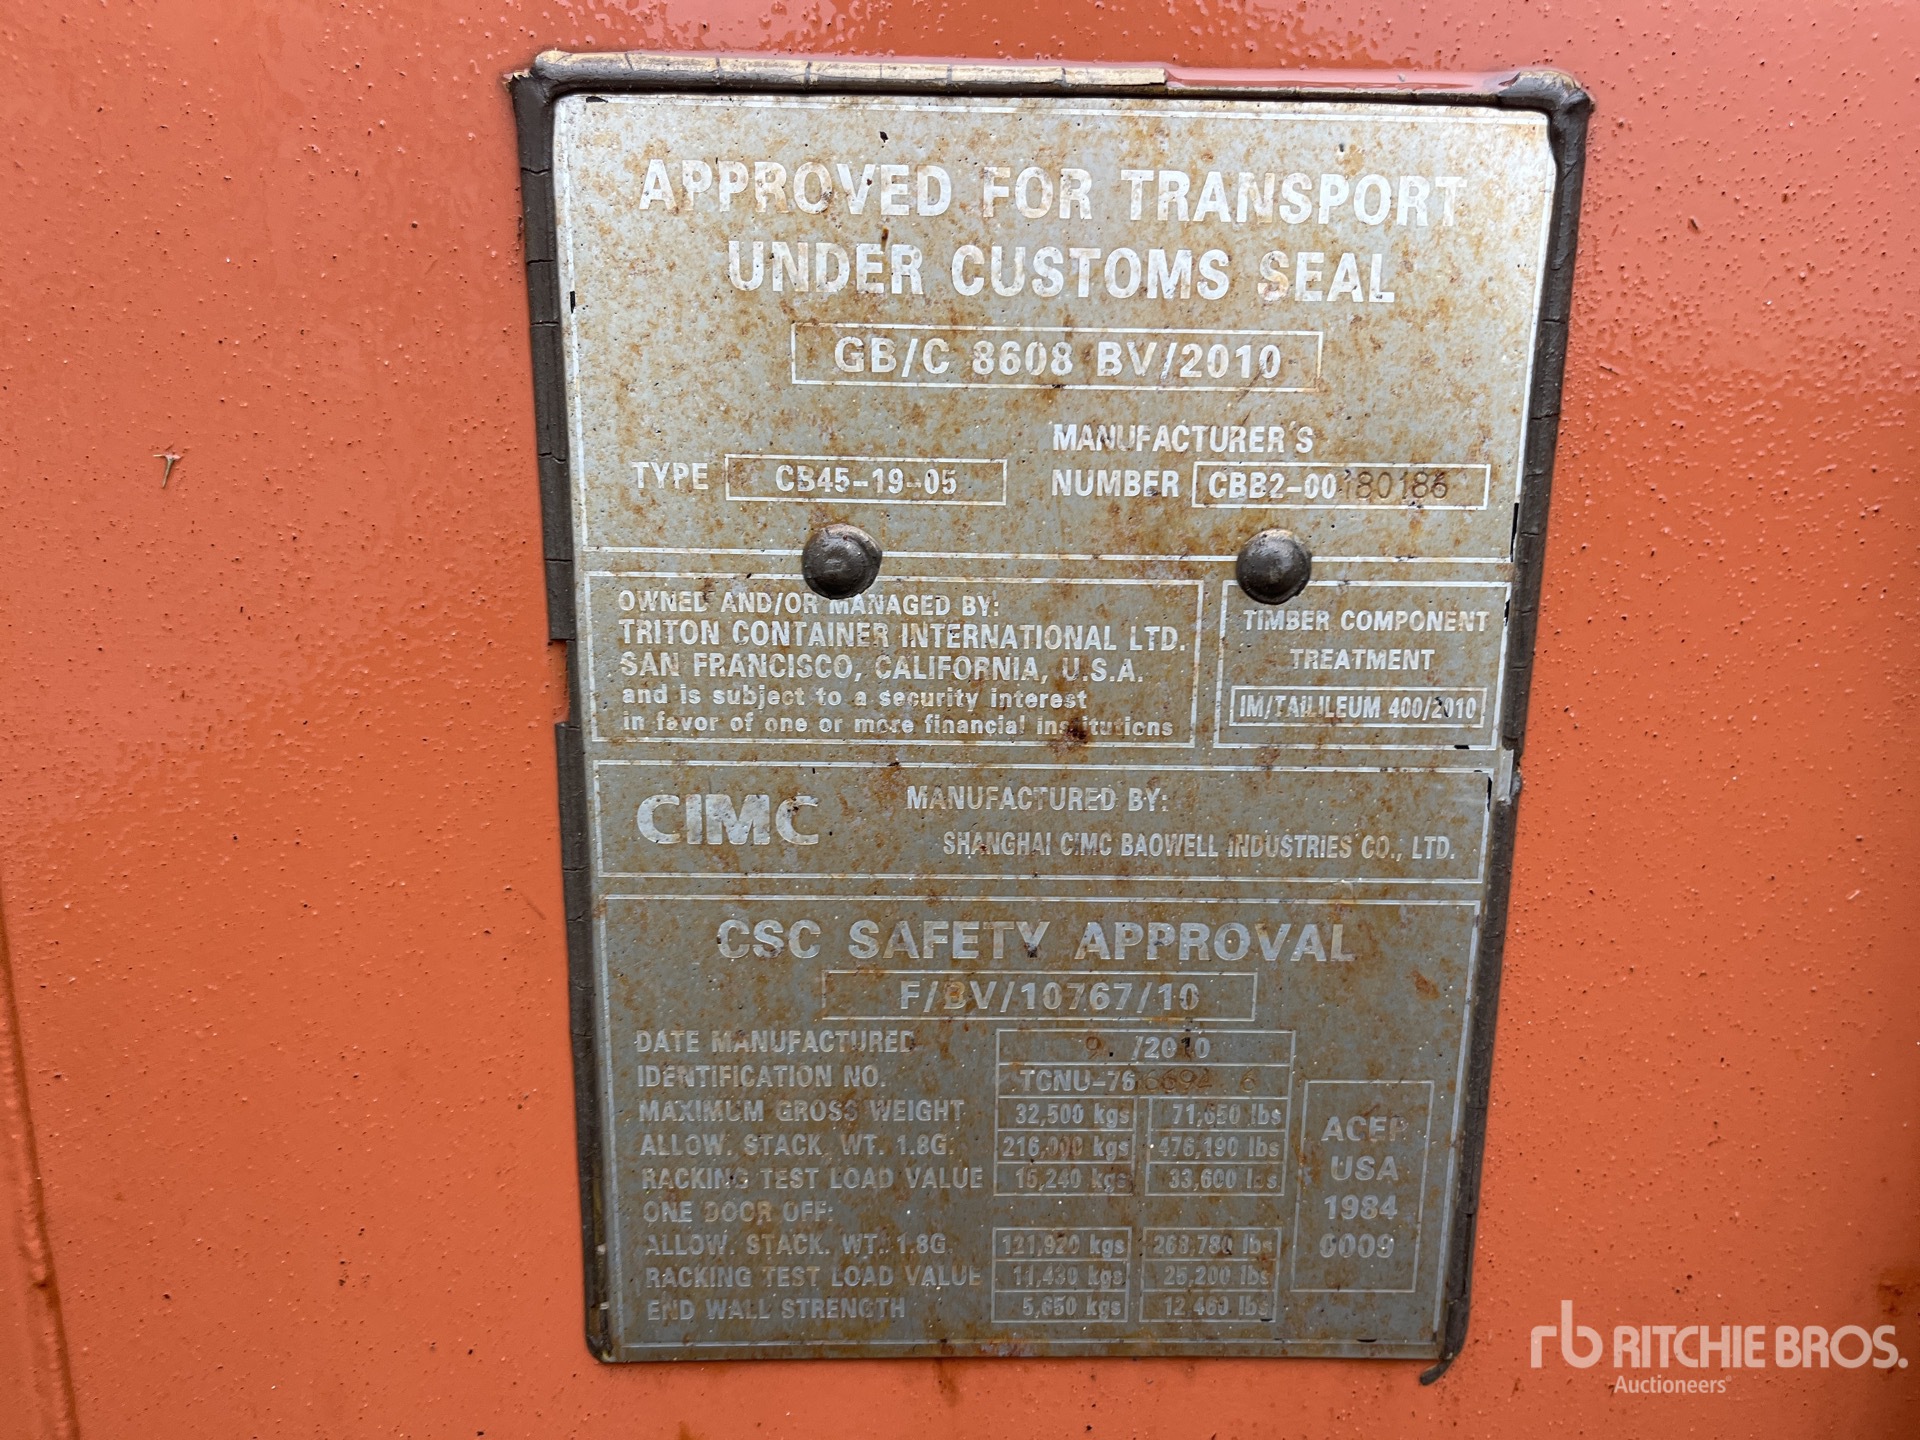 APPROVED FOR TRANSPORT
UNDER CUSTOMS SEAL
GB/C 8608 BV/2010
MANUFACTURER'S
TYPE CB45-19-05 NUMBER CBB2-00180186
OWNED AND/OR MANAGED BY:
TRITON CONTAINER INTERNATIONAL LTD.
SAN FRANCISCO, CALIFORNIA, U.S.A.
and is subject to a security interest
in favor of one or more financial institutions
TIMBER COMPONENT
TREATMENT
IM/TAILILEUM 400/2010
CIMC
MANUFACTURED BY:
SHANGHAI CIMC BAOWELL INDUSTRIES CO., LTD.
CSC SAFETY APPROVAL
F/BV/10767/10
DATE MANUFACTURED 9 /2010
IDENTIFICATION NO. TCNU-76
MAXIMUM GROSS WEIGHT 32,500 kgs 71,650 lbs
ALLOW. STACK. WT. 1.8G. 216,000 kgs 476,190 lbs
RACKING TEST LOAD VALUE 15,240 kgs 33,600 lbs
ONE DOOR OFF:
ALLOW. STACK. WT. 1.8G. 121,920 kgs 268,780 lbs
RACKING TEST LOAD VALUE 11,430 kgs 25,200 lbs
END WALL STRENGTH 5,650 kgs 12,460 lbs
ACEP
USA
1984
0009
rb RITCHIE BROS.
Auctioneers